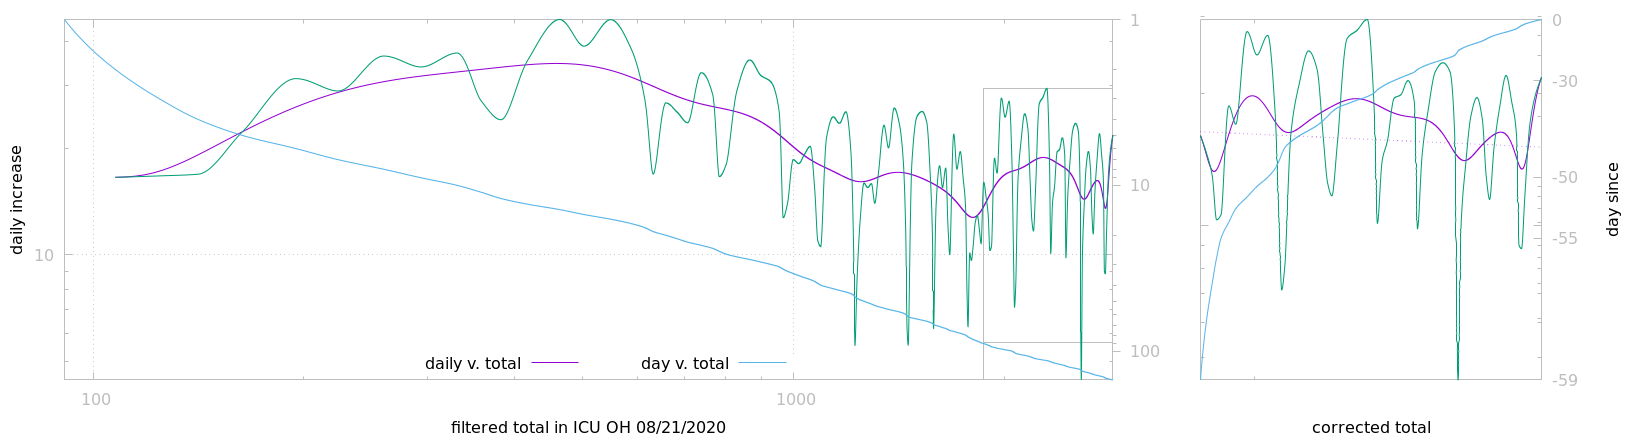 1
0
-30
daily increase
day since
10
-50
-55
10
daily v. total
day v. total
100
-59
100
1000
filtered total in ICU OH 08/21/2020
corrected total